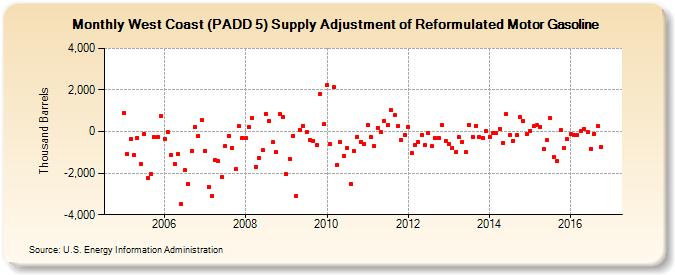 Monthly West Coast (PADD 5) Supply Adjustment of Reformulated Motor Gasoline
Thousand Barrels
4,000
2,000
0
-2,000
-4,000
2006 2008 2010 2012 2014 2016
Source: U.S. Energy Information Administration